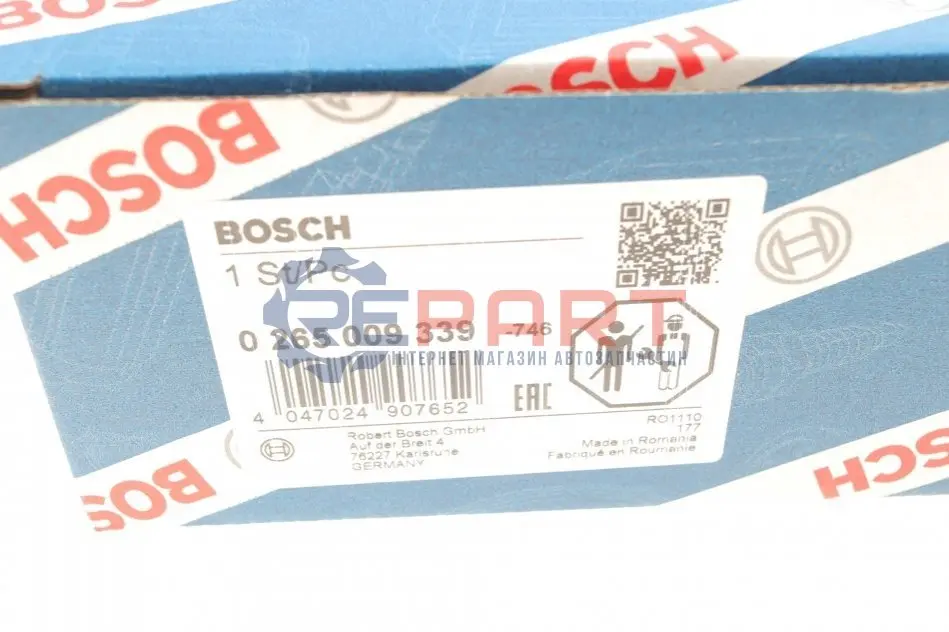 BOSCH
BOSCH
BOSCH
BOSCH
BOSCH
1 St/Pc
REPART
0 265 009 339 -746
ІНТЕРНЕТ МАГАЗИН АВТОЗАПЧАСТИН
4 047024 907652
EAC
Robert Bosch GmbH
Auf der Breit 4
76227 Karlsruhe
GERMANY
RO1110
177
Made in Romania
Fabriqué en Roumanie
BOSCH
BOSCH